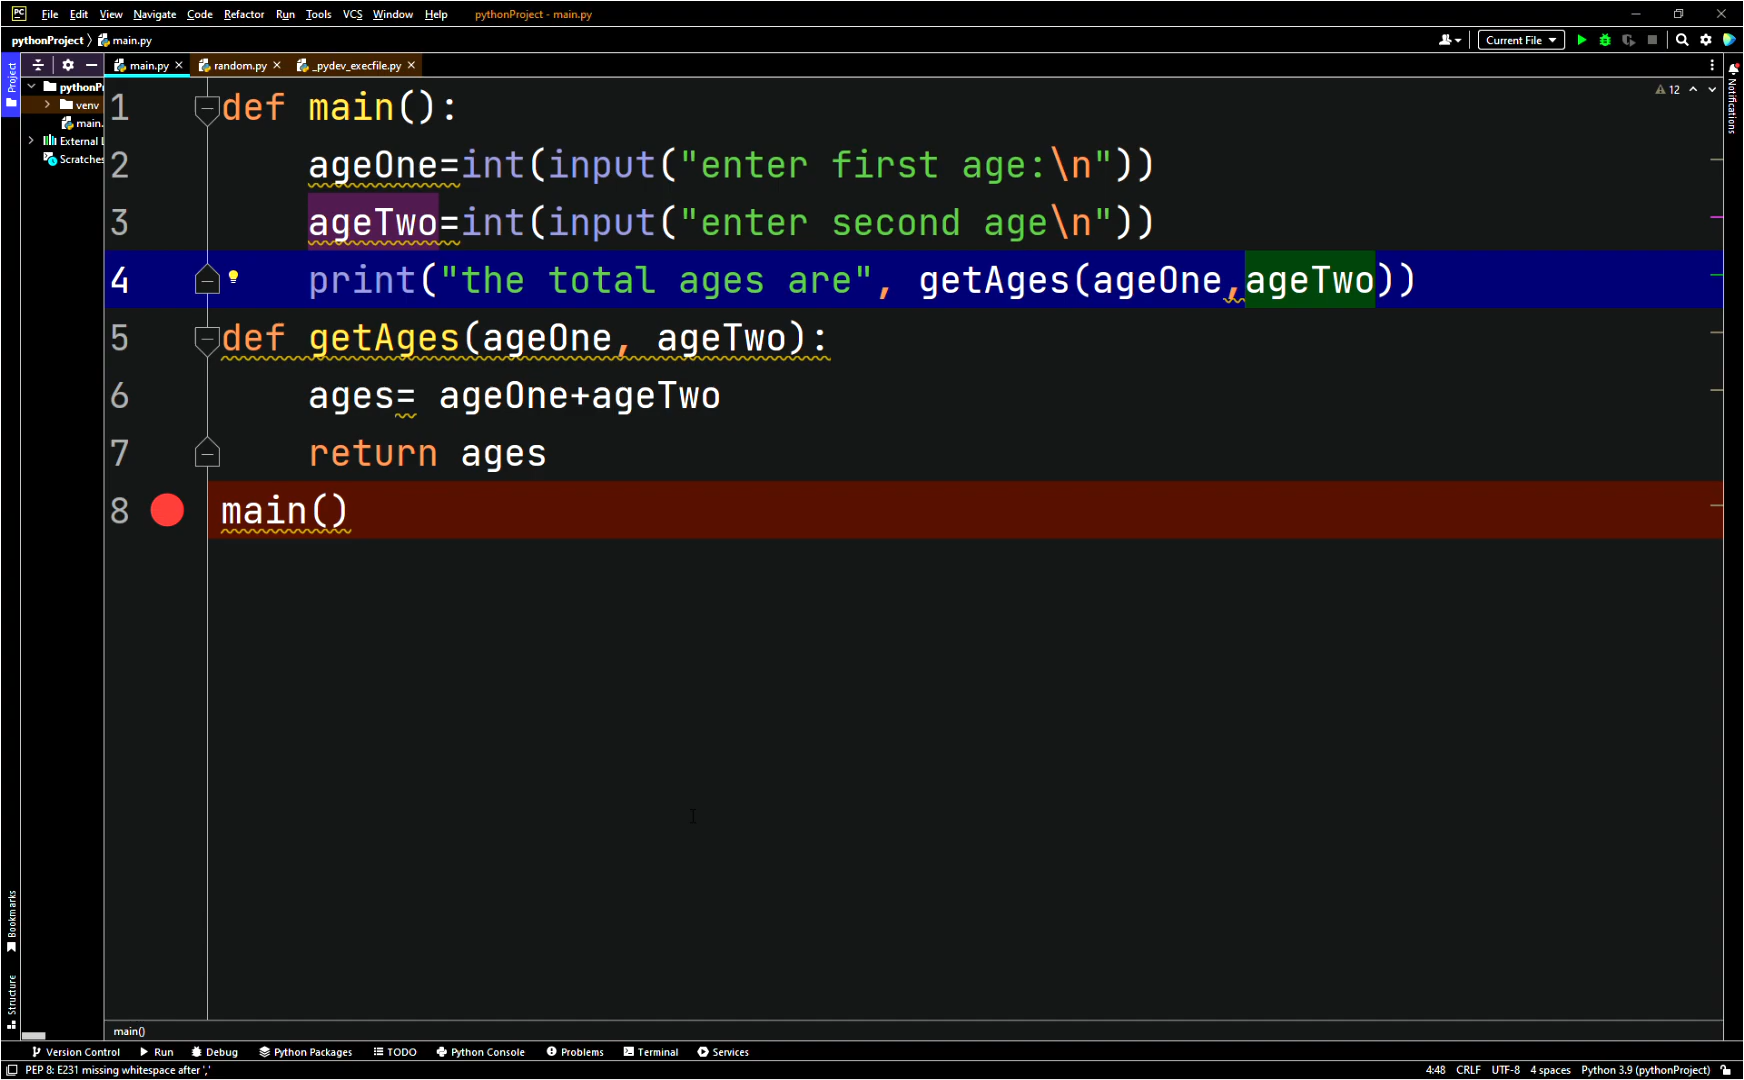 PC File Edit View Navigate Code Refactor Run Tools VCS Window Help pythonProject - main.py
pythonProject main.py Current File
Project main.py random.py _pydev_execfile.py
Notifications
pythonP
venv
main.
External
Scratches
12
1 def main():
2 ageOne=int(input("enter first age:\n"))
3 ageTwo=int(input("enter second age\n"))
4 print("the total ages are", getAges(ageOne,ageTwo))
5 def getAges(ageOne, ageTwo):
6 ages= ageOne+ageTwo
7 return ages
8 main()
Bookmarks
Structure
main()
Version Control Run Debug Python Packages TODO Python Console Problems Terminal Services
PEP 8: E231 missing whitespace after ',' 4:48 CRLF UTF-8 4 spaces Python 3.9 (pythonProject)